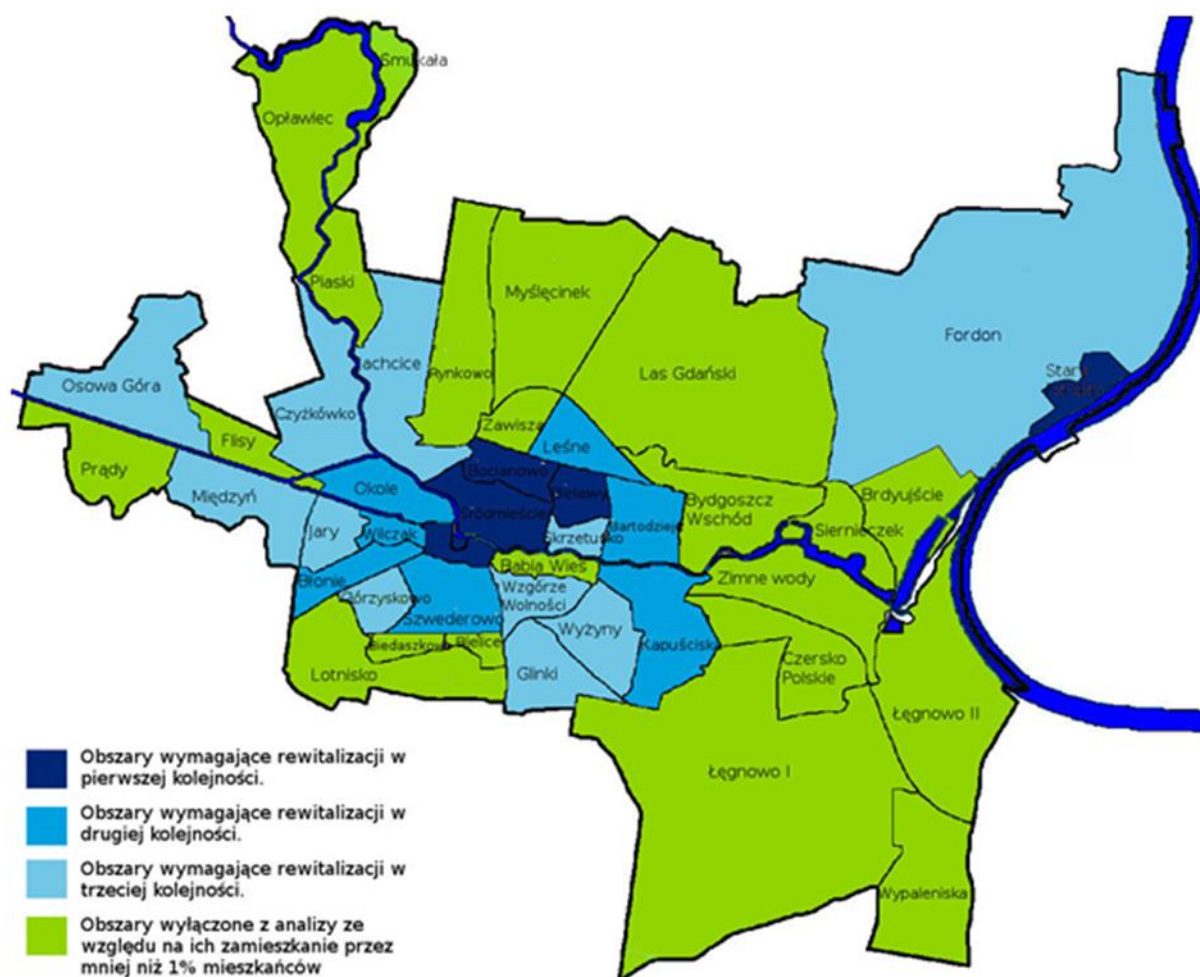 Smukała
Opławiec
Piaski
Myślęcinek
Fordon
Las Gdański
achcice
Rynkowo
Stary
Osowa Góra
Czyżkówko
Zawisza
Flisy
Leśne
Prądy
Bocianowo
Międzyń
Okole
Bielawy
Bydgoszcz
Wschód
Brdyujście
Śródmieście
Siernieczek
Jary
Wilczak
Skrzetusko
Babia Wieś
Zimne wody
Błonie
Wzgórze
Wolności
Szwederowo
Wyżyny
Kapuściska
Biedaszkowo
Bielice
Czersko
Polskie
Lotnisko
Glinki
Łęgnowo II
Łęgnowo I
Wypaleniska
Obszary wymagające rewitalizacji w
pierwszej kolejności.
Obszary wymagające rewitalizacji w
drugiej kolejności.
Obszary wymagające rewitalizacji w
trzeciej kolejności.
Obszary wyłączone z analizy ze
względu na ich zamieszkanie przez
mniej niż 1% mieszkańców